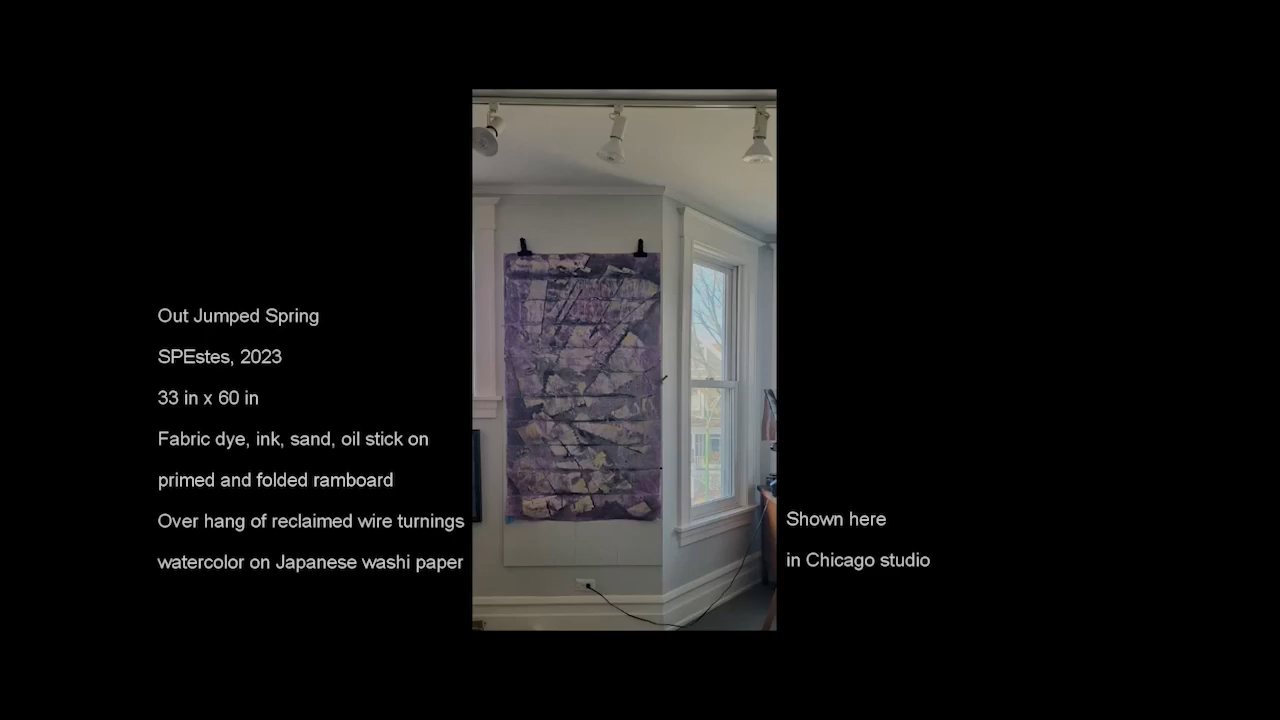 Out Jumped Spring
SPEstes, 2023
33 in x 60 in
Fabric dye, ink, sand, oil stick on
primed and folded ramboard
Over hang of reclaimed wire turnings
watercolor on Japanese washi paper
Shown here
in Chicago studio